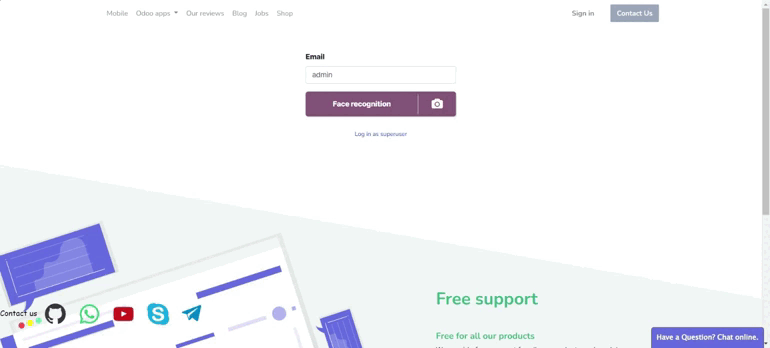 Mobile Odoo apps Our reviews Blog Jobs Shop Sign in Contact Us
Email
admin
Face recognition
Log in as superuser
Free support
Contact us
Free for all our products
Have a Question? Chat online.